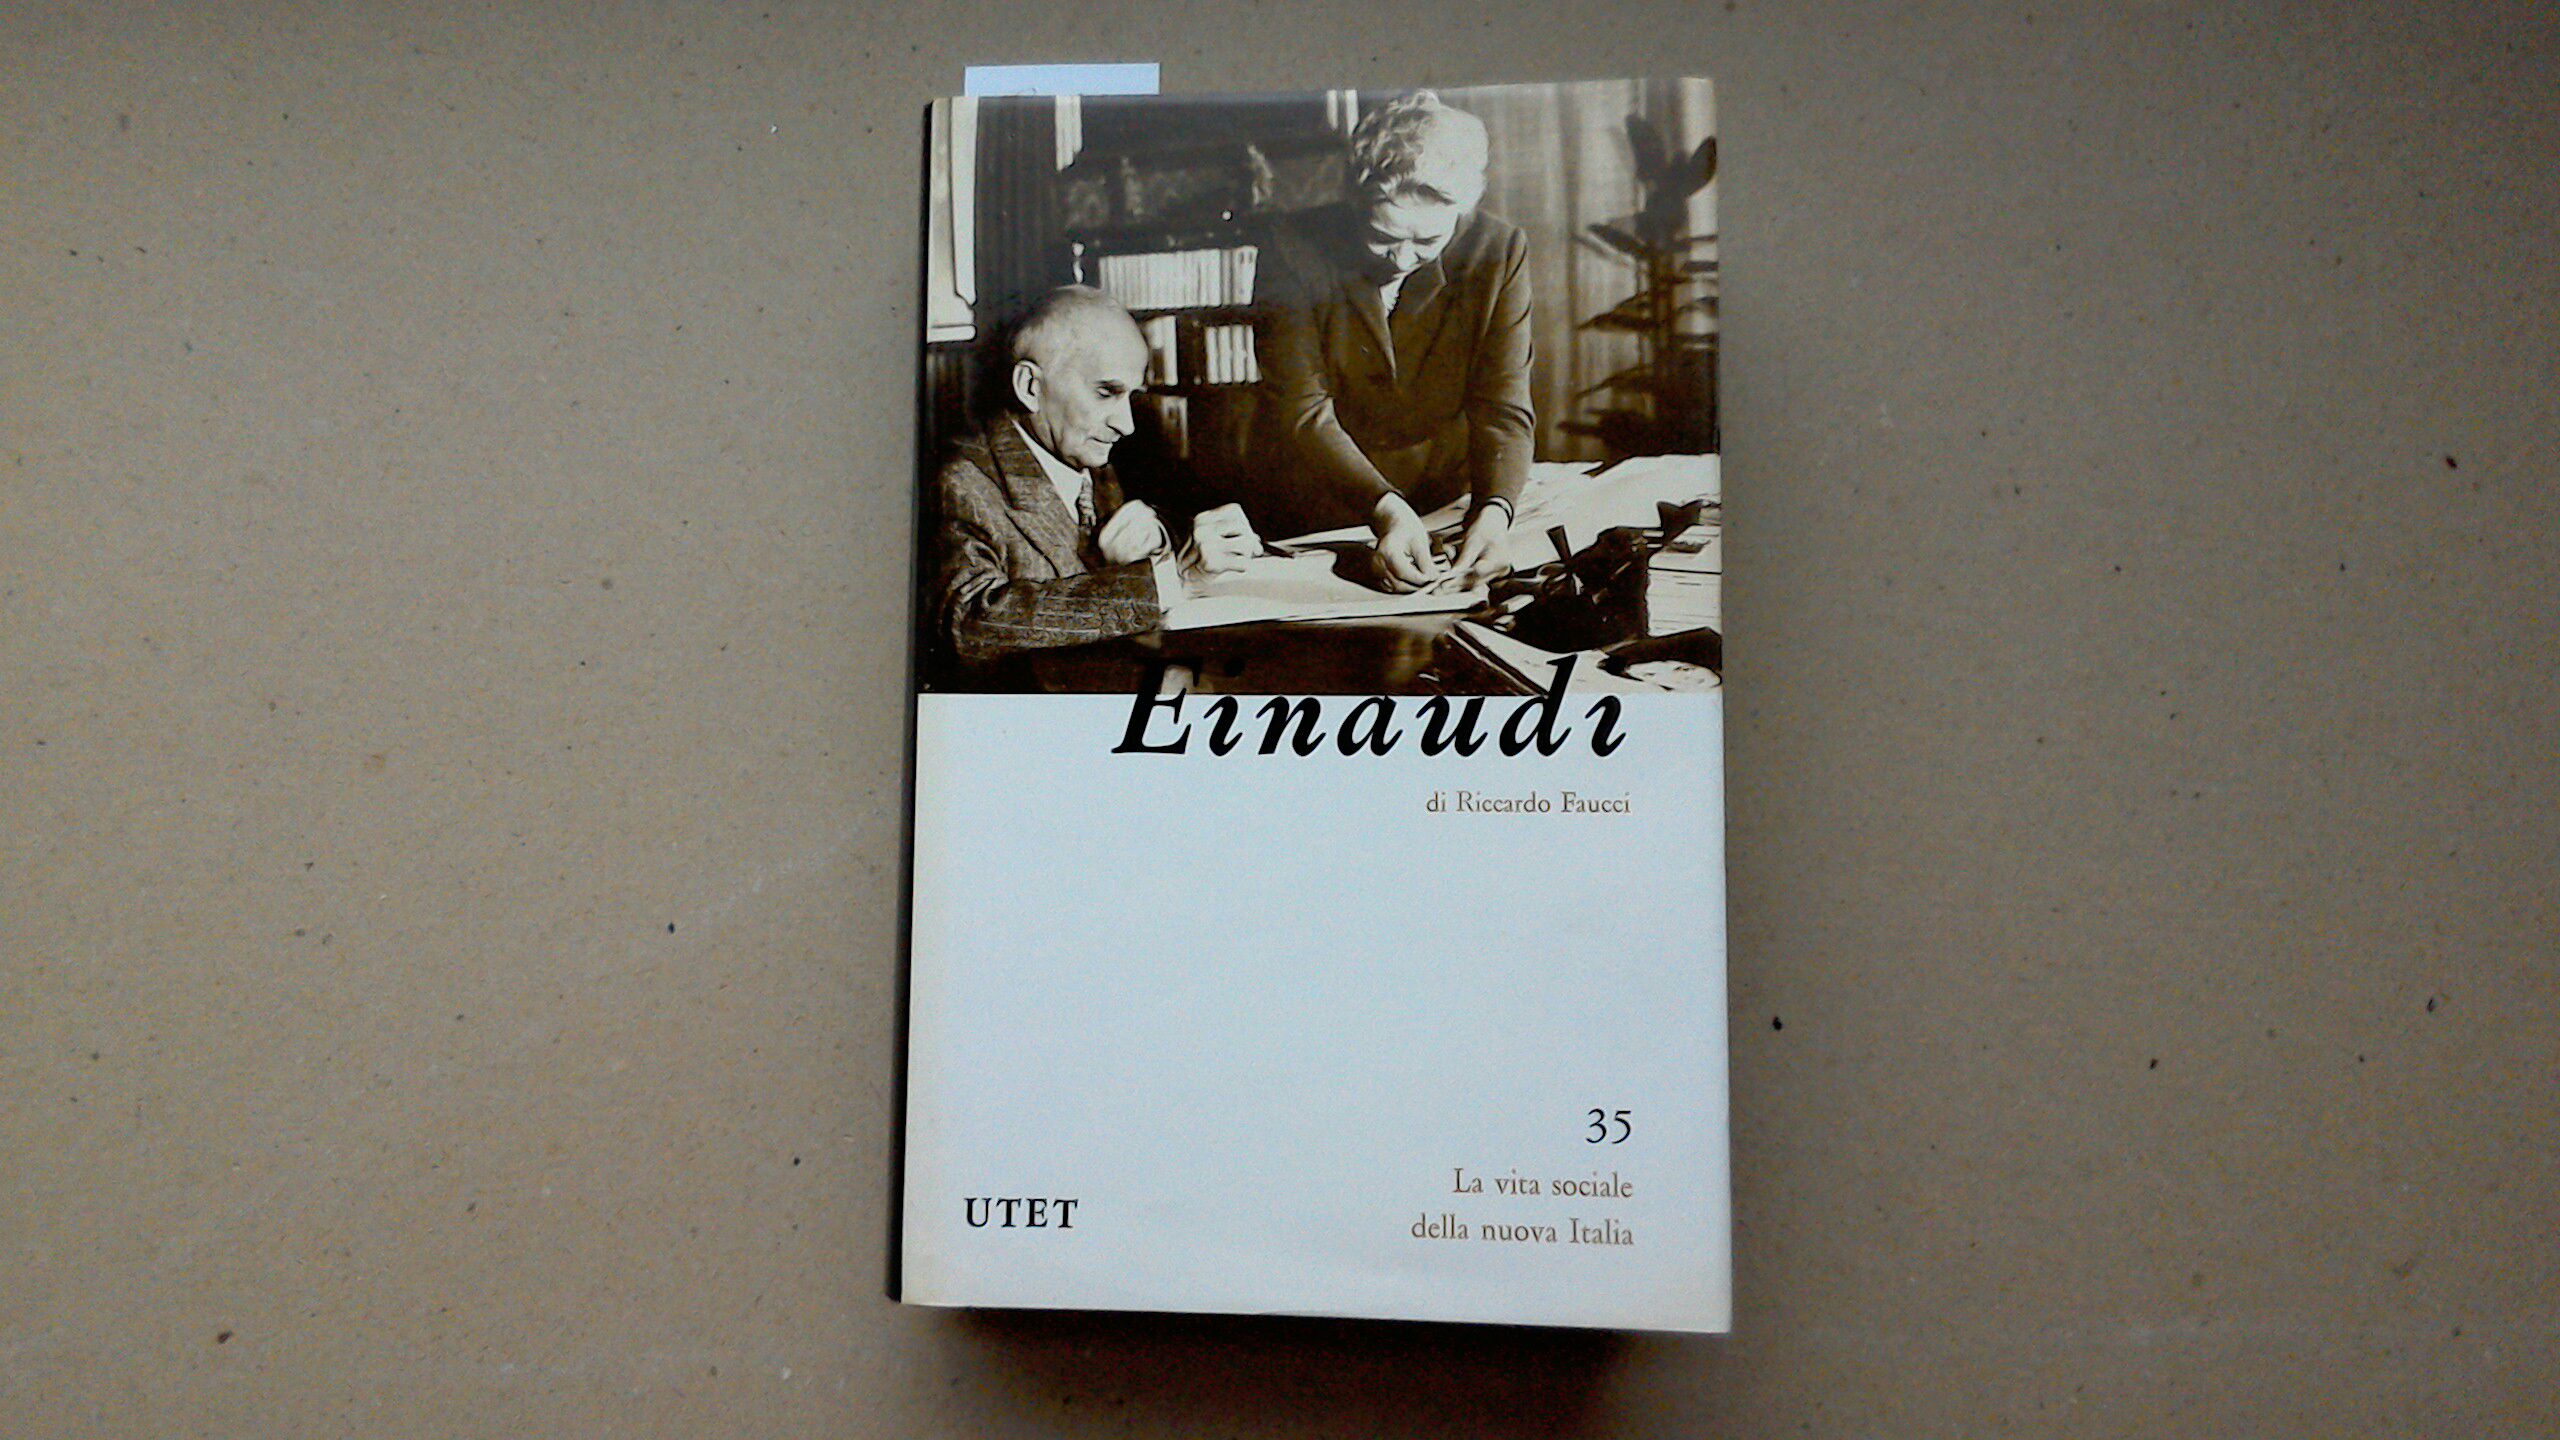 Einaudi
di Riccardo Faucci
35
La vita sociale
della nuova Italia
UTET